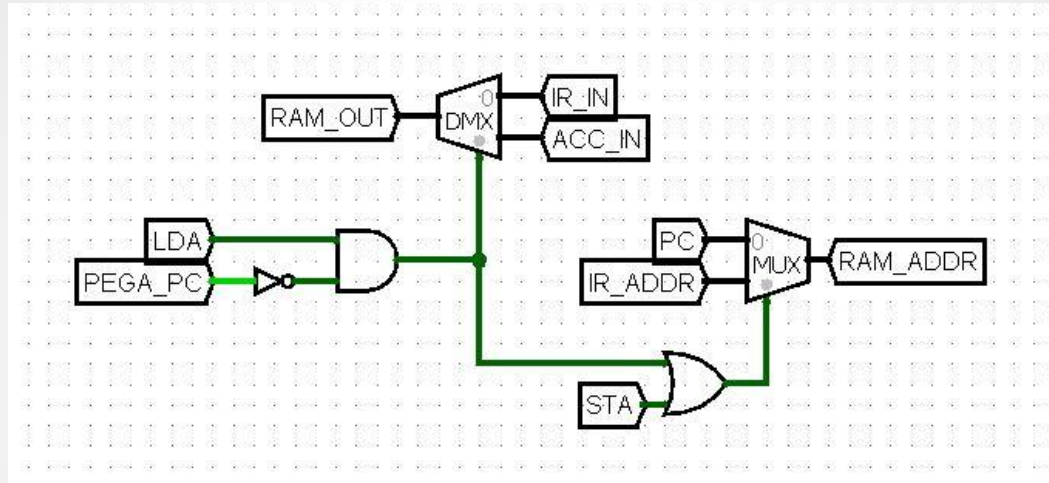 IR_IN
RAM_OUT
0
DMX
ACC_IN
LDA
PC
0
MUX
RAM_ADDR
PEGA_PC
IR_ADDR
STA